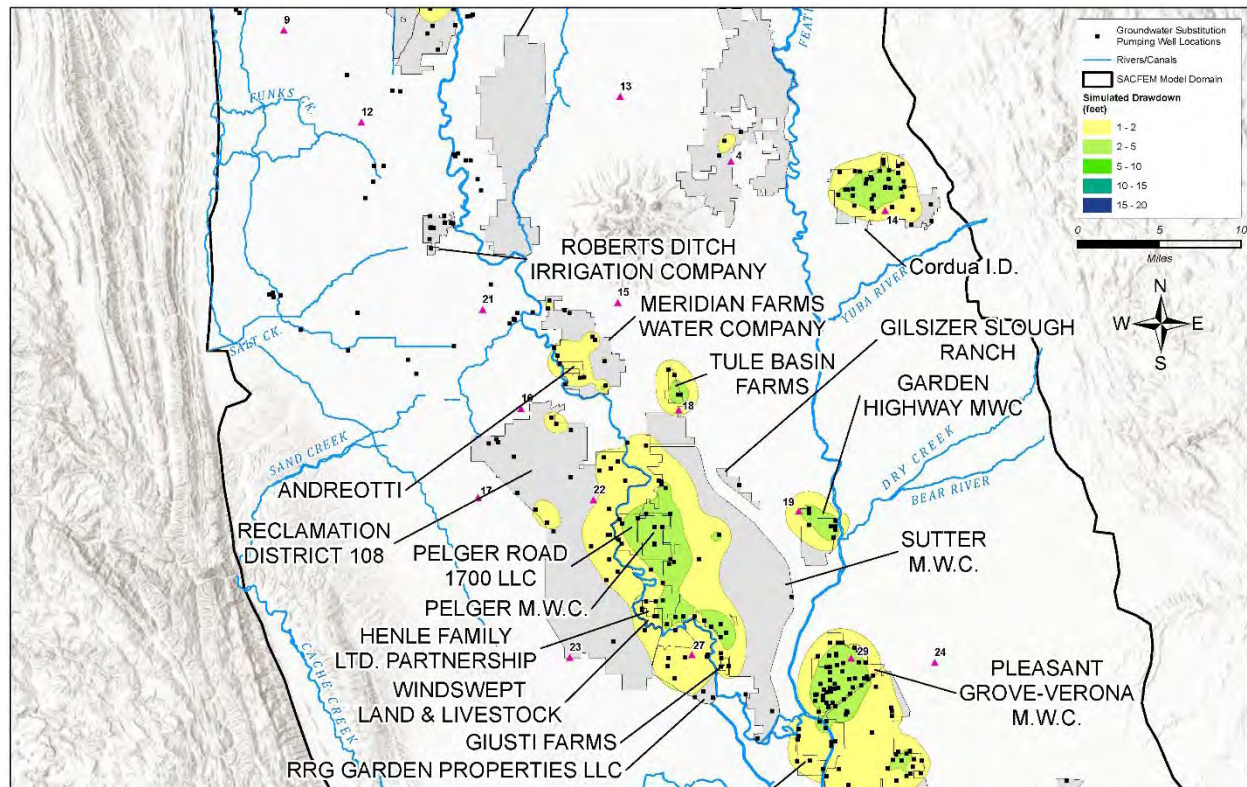 9
FEATH
13
FUNKS CK.
12
4
14
ROBERTS DITCH
IRRIGATION COMPANY
Cordua I.D.
YUBA RIVER
21
15
MERIDIAN FARMS
WATER COMPANY
GILSIZER SLOUGH
RANCH
SALT CK.
TULE BASIN
FARMS
GARDEN
HIGHWAY MWC
16
18
SAND CREEK
DRY CREEK
BEAR RIVER
ANDREOTTI
17
22
19
RECLAMATION
DISTRICT 108
PELGER ROAD
1700 LLC
SUTTER
M.W.C.
PELGER M.W.C.
HENLE FAMILY
LTD. PARTNERSHIP
23
27
29
24
WINDSWEPT
LAND & LIVESTOCK
PLEASANT
GROVE-VERONA
M.W.C.
CACHE CREEK
GIUSTI FARMS
RRG GARDEN PROPERTIES LLC
Groundwater Substitution
Pumping Well Locations
Rivers/Canals
SACFEM Model Domain
Simulated Drawdown
(feet)
1 - 2
2 - 5
5 - 10
10 - 15
15 - 20
0 5 10
Miles
N
W E
S